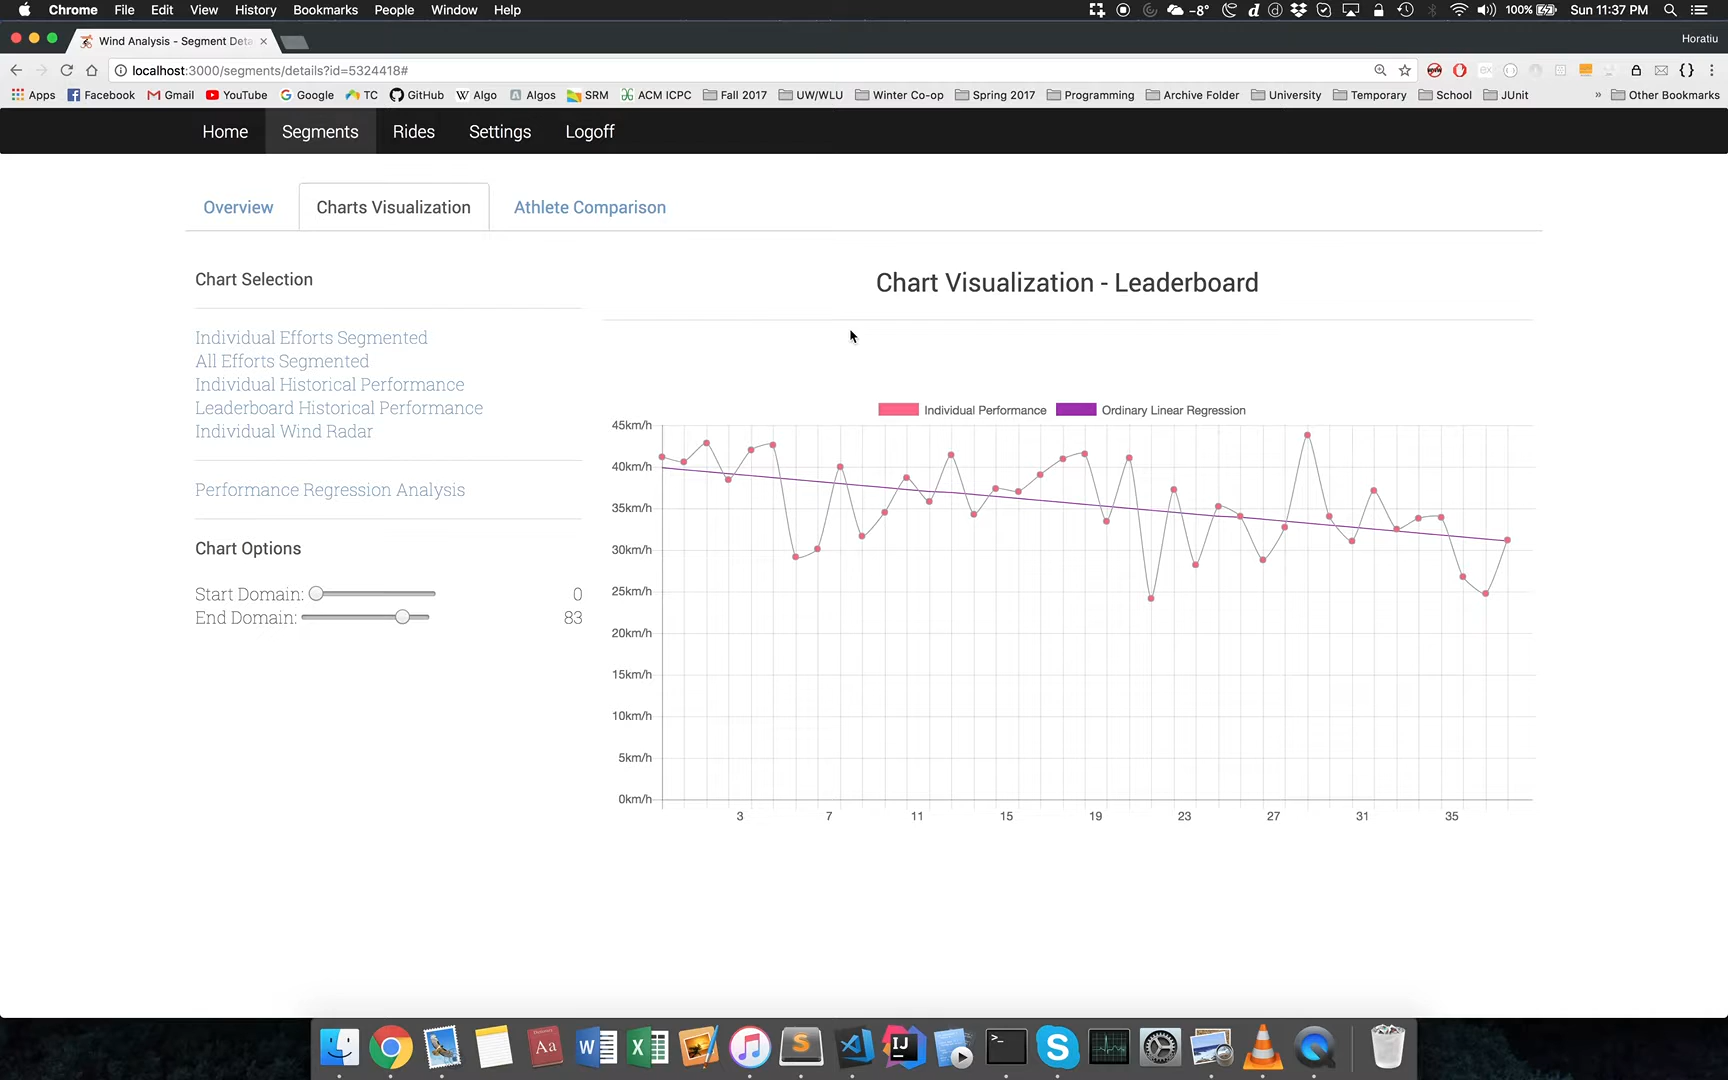 Chrome File Edit View History Bookmarks People Window Help -8° 100% Sun 11:37 PM
Wind Analysis - Segment Deta Horatiu
localhost:3000/segments/details?id=5324418#
Apps Facebook Gmail YouTube Google TC GitHub Algo Algos SRM ACM ICPC Fall 2017 UW/WLU Winter Co-op Spring 2017 Programming Archive Folder University Temporary School JUnit » Other Bookmarks
Home Segments Rides Settings Logoff
Overview Charts Visualization Athlete Comparison
Chart Selection
Individual Efforts Segmented
All Efforts Segmented
Individual Historical Performance
Leaderboard Historical Performance
Individual Wind Radar
Performance Regression Analysis
Chart Options
Start Domain: 0
End Domain: 83
Chart Visualization - Leaderboard
Individual Performance Ordinary Linear Regression
45km/h
40km/h
35km/h
30km/h
25km/h
20km/h
15km/h
10km/h
5km/h
0km/h
3 7 11 15 19 23 27 31 35